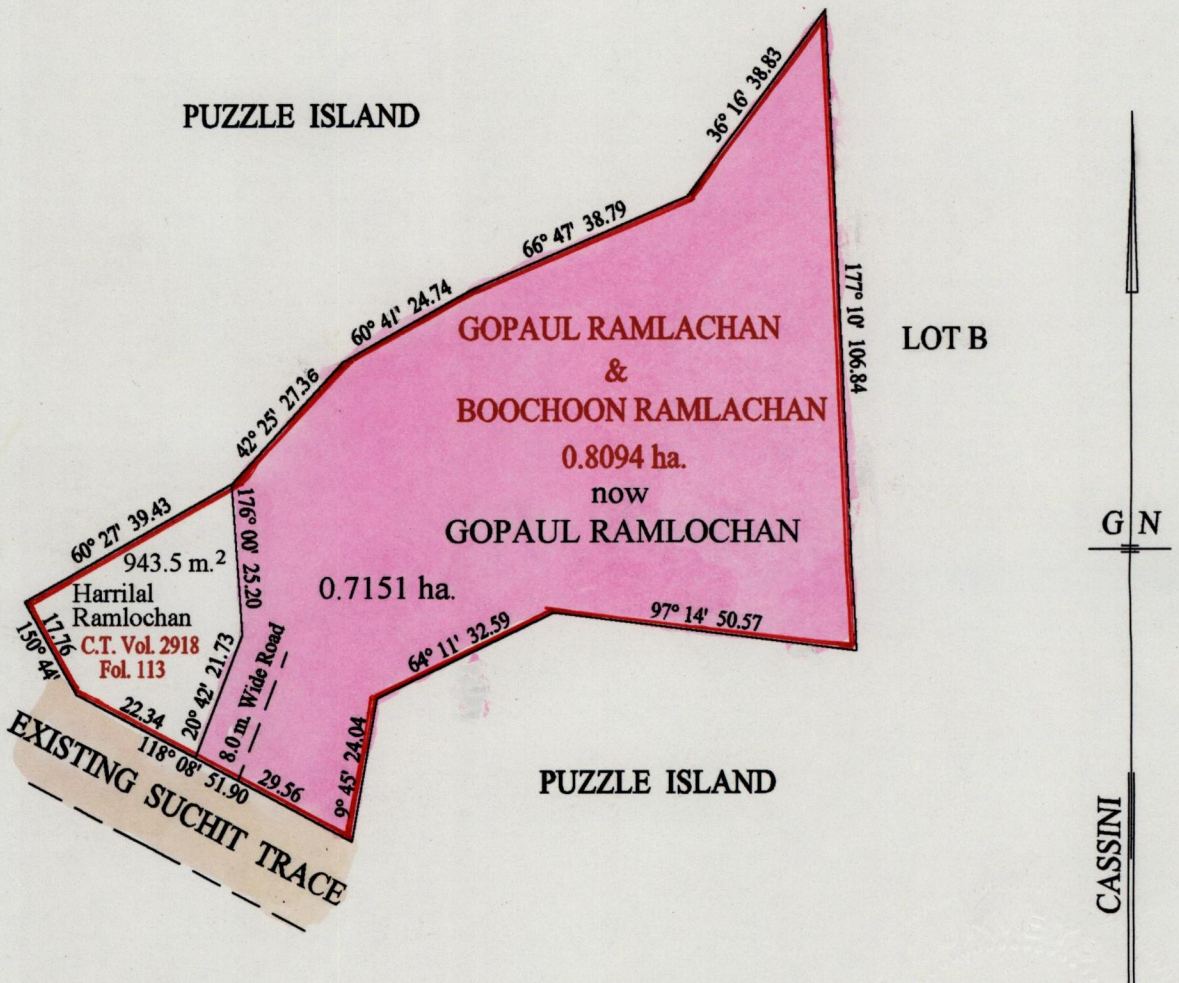 PUZZLE ISLAND
36° 16' 38.83
66° 47' 38.79
60° 41' 24.74
42° 25' 27.36
60° 27' 39.43
177° 10' 106.84
LOT B
GOPAUL RAMLACHAN
&
BOOCHOON RAMLACHAN
0.8094 ha.
now
GOPAUL RAMLOCHAN
0.7151 ha.
G N
943.5 m.²
Harrilal
Ramlochan
C.T. Vol. 2918
Fol. 113
17.76
150° 44'
176° 00' 25.20
20° 42' 21.73
8.0 m. Wide Road
22.34
118° 08' 51.90
29.56
9° 45' 24.04
64° 11' 32.59
97° 14' 50.57
EXISTING SUCHIT TRACE
PUZZLE ISLAND
CASSINI